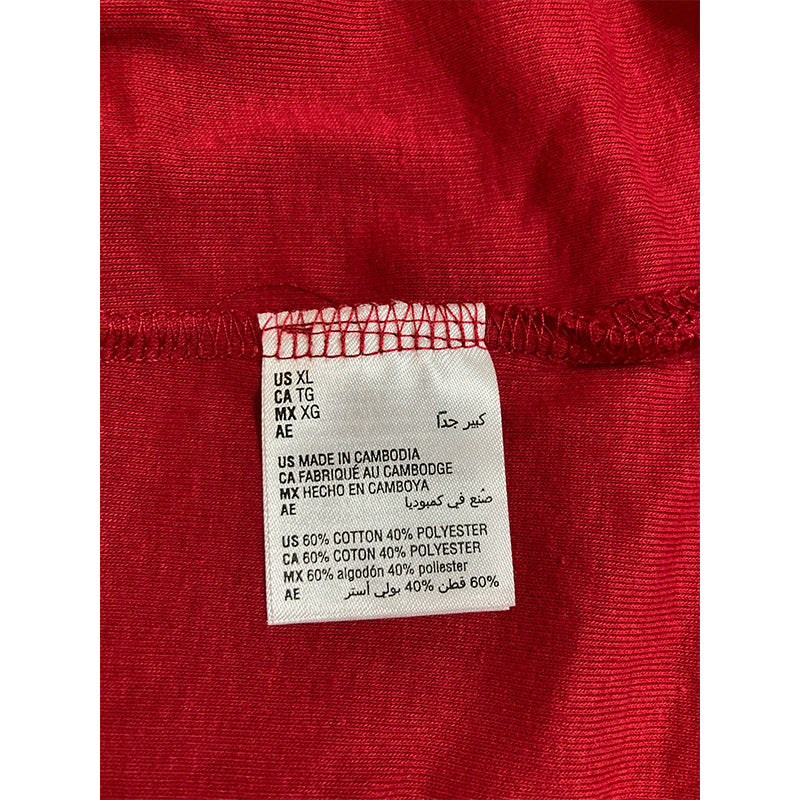 US XL
CA TG
MX XG
AE كبير جدًا
US MADE IN CAMBODIA
CA FABRIQUÉ AU CAMBODGE
MX HECHO EN CAMBOYA
AE صُنع في كمبوديا
US 60% COTTON 40% POLYESTER
CA 60% COTON 40% POLYESTER
MX 60% algodón 40% poliester
AE 60% قطن 40% بولي أستر